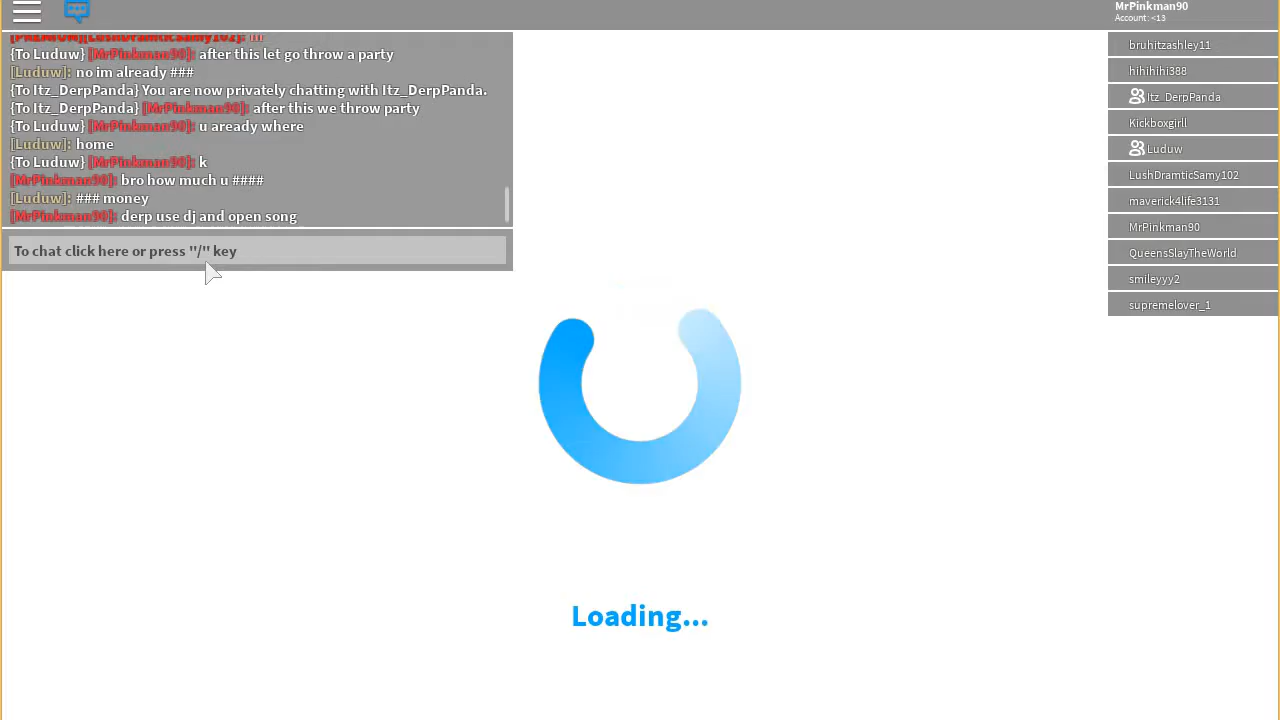 MrPinkman90
Account: <13
[PREMIUM][LushDramticSamy102]: !!!
{To Luduw} [MrPinkman90]: after this let go throw a party
[Luduw]: no im already ###
{To Itz_DerpPanda} You are now privately chatting with Itz_DerpPanda.
{To Itz_DerpPanda} [MrPinkman90]: after this we throw party
{To Luduw} [MrPinkman90]: u aready where
[Luduw]: home
{To Luduw} [MrPinkman90]: k
[MrPinkman90]: bro how much u ####
[Luduw]: ### money
[MrPinkman90]: derp use dj and open song
To chat click here or press "/" key
bruhitzashley11
hihihihi388
Itz_DerpPanda
Kickboxgirll
Luduw
LushDramticSamy102
maverick4life3131
MrPinkman90
QueensSlayTheWorld
smileyyy2
supremelover_1
Loading...